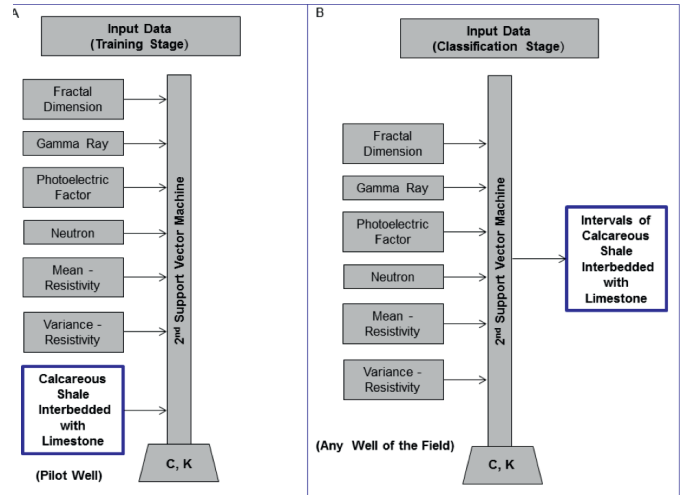 A
Input Data
(Training Stage)
Fractal
Dimension
Gamma Ray
Photoelectric
Factor
Neutron
Mean -
Resistivity
Variance -
Resistivity
Calcareous
Shale
Interbedded
with
Limestone
2nd Support Vector Machine
C, K
(Pilot Well)
B
Input Data
(Classification Stage)
Fractal
Dimension
Gamma Ray
Photoelectric
Factor
Neutron
Mean -
Resistivity
Variance -
Resistivity
2nd Support Vector Machine
Intervals of
Calcareous
Shale
Interbedded
with
Limestone
(Any Well of the Field)
C, K